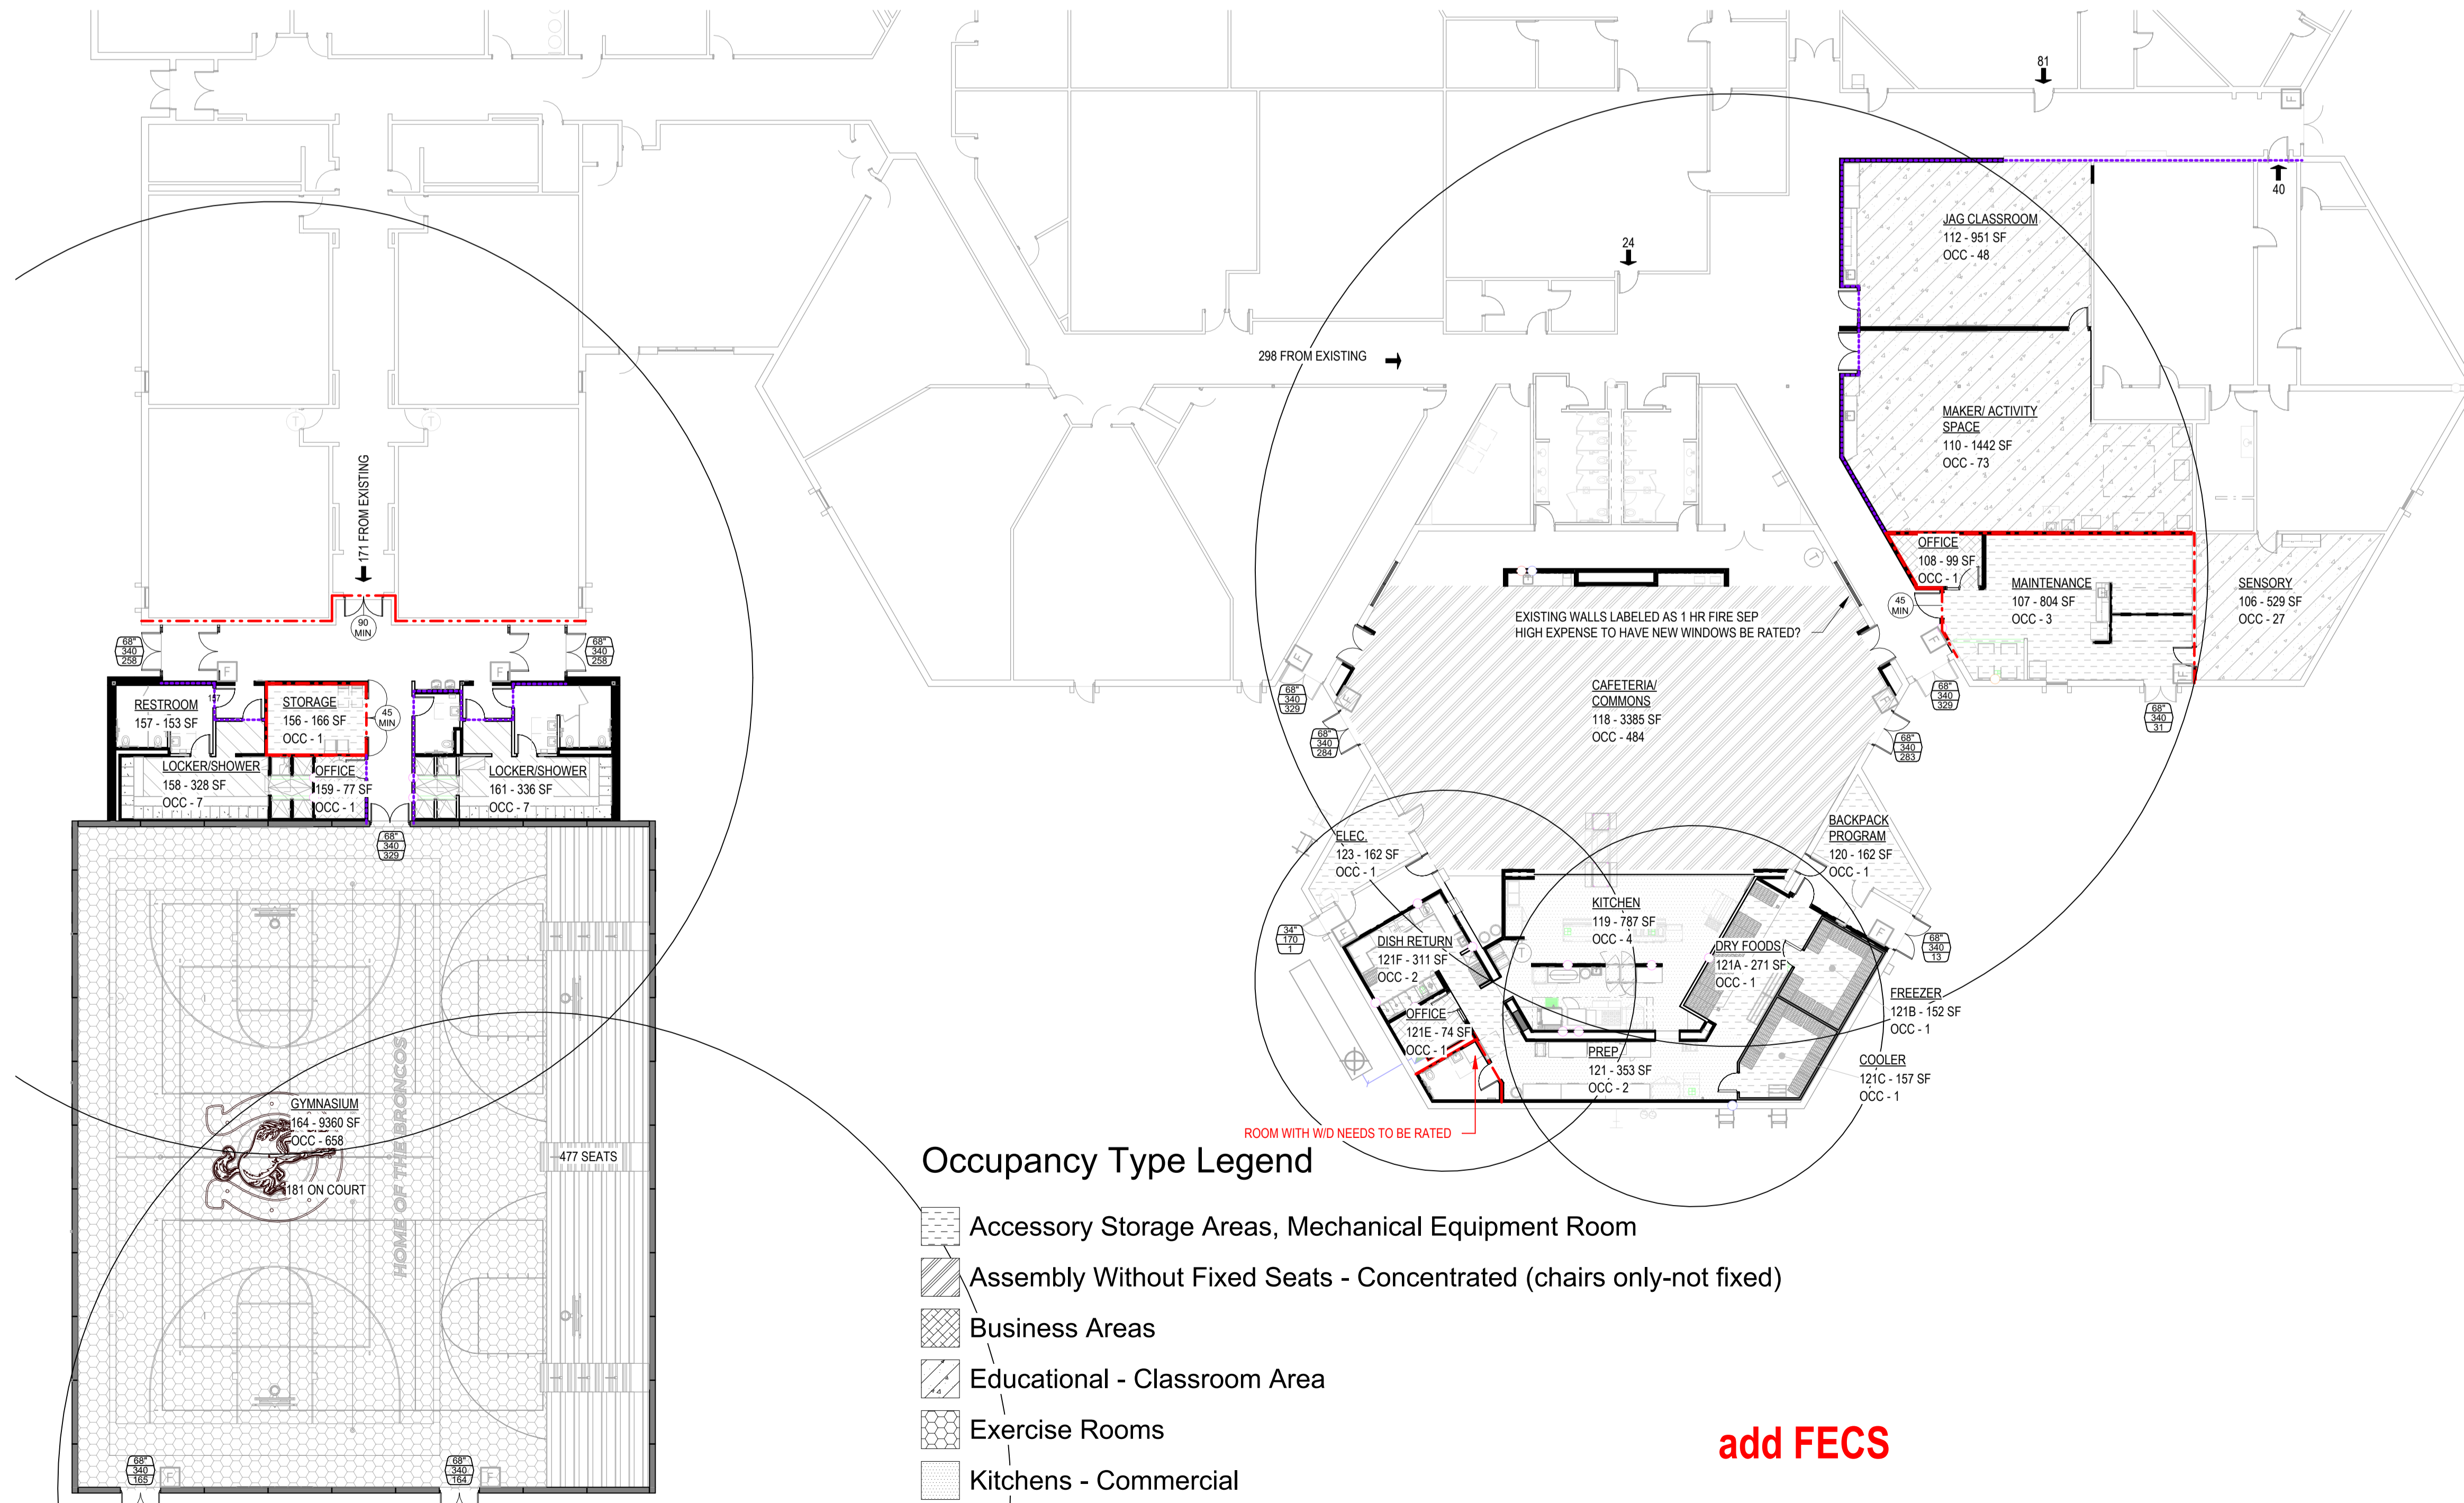 81
40
JAG CLASSROOM
112 - 951 SF
OCC - 48
24
298 FROM EXISTING
MAKER/ ACTIVITY
SPACE
110 - 1442 SF
OCC - 73
T
T
171 FROM EXISTING
OFFICE
108 - 99 SF
OCC - 1
MAINTENANCE
107 - 804 SF
OCC - 3
SENSORY
106 - 529 SF
OCC - 27
45
MIN
T
EXISTING WALLS LABELED AS 1 HR FIRE SEP
HIGH EXPENSE TO HAVE NEW WINDOWS BE RATED?
90
MIN
68"
340
258
68"
340
258
F
F
RESTROOM
157 - 153 SF
157
STORAGE
156 - 166 SF
OCC - 1
45
MIN
LOCKER/SHOWER
158 - 328 SF
OCC - 7
OFFICE
159 - 77 SF
OCC - 1
LOCKER/SHOWER
161 - 336 SF
OCC - 7
68"
340
329
CAFETERIA/
COMMONS
118 - 3385 SF
OCC - 484
68"
340
329
68"
340
284
68"
340
329
68"
340
283
68"
340
31
F
F
F
F
F
F
ELEC.
123 - 162 SF
OCC - 1
BACKPACK
PROGRAM
120 - 162 SF
OCC - 1
KITCHEN
119 - 787 SF
OCC - 4
T
34"
170
1
F
DISH RETURN
121F - 311 SF
OCC - 2
DRY FOODS
121A - 271 SF
OCC - 1
F
68"
340
13
FREEZER
121B - 152 SF
OCC - 1
OFFICE
121E - 74 SF
OCC - 1
PREP
121 - 353 SF
OCC - 2
COOLER
121C - 157 SF
OCC - 1
ROOM WITH W/D NEEDS TO BE RATED
GYMNASIUM
164 - 9360 SF
OCC - 658
HOME OF THE BRONCOS
477 SEATS
181 ON COURT
68"
340
165
F
68"
340
164
F
Occupancy Type Legend
Accessory Storage Areas, Mechanical Equipment Room
Assembly Without Fixed Seats - Concentrated (chairs only-not fixed)
Business Areas
Educational - Classroom Area
Exercise Rooms
Kitchens - Commercial
add FECS